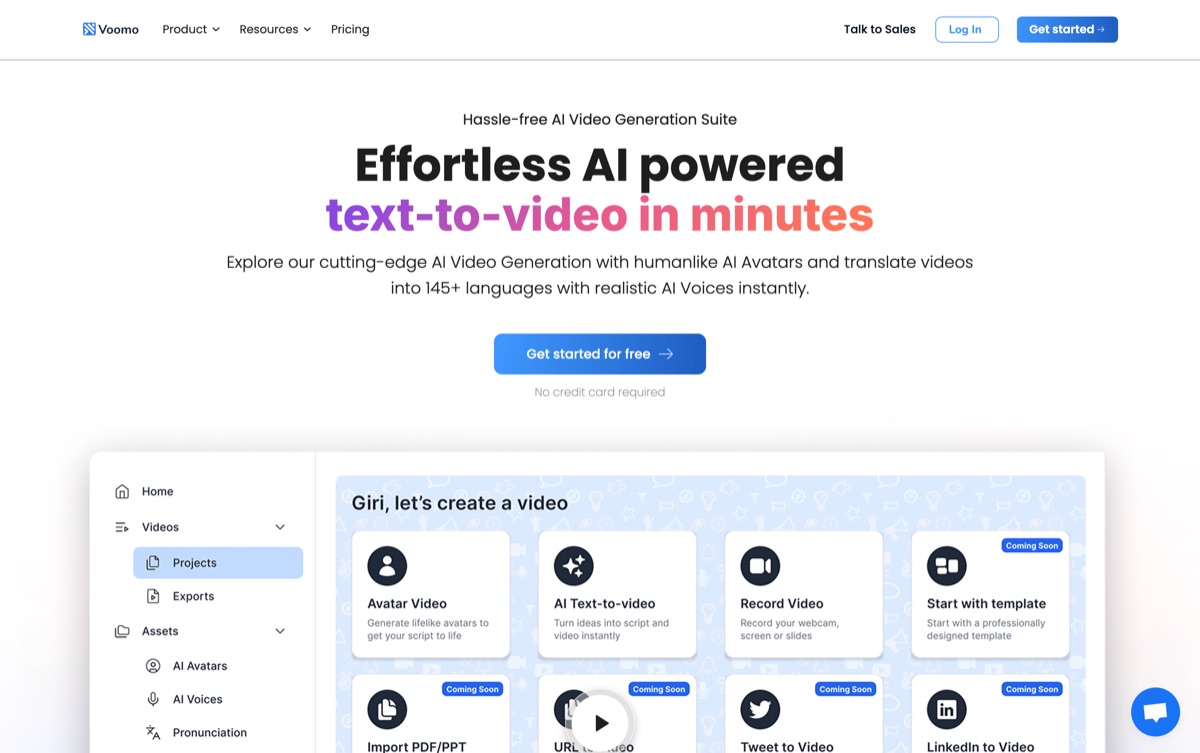 Voomo
Product
Resources
Pricing
Talk to Sales
Log In
Get started
Hassle-free AI Video Generation Suite
Effortless AI powered
text-to-video in minutes
Explore our cutting-edge AI Video Generation with humanlike AI Avatars and translate videos
into 145+ languages with realistic AI Voices instantly.
Get started for free
No credit card required
Home
Videos
Projects
Exports
Assets
AI Avatars
AI Voices
Pronunciation
Giri, let's create a video
Avatar Video
Generate lifelike avatars to
get your script to life
AI Text-to-video
Turn ideas into script and
video instantly
Record Video
Record your webcam,
screen or slides
Coming Soon
Start with template
Start with a professionally
designed template
Coming Soon
Import PDF/PPT
Coming Soon
URL
Coming Soon
Tweet to Video
Coming Soon
LinkedIn to Video